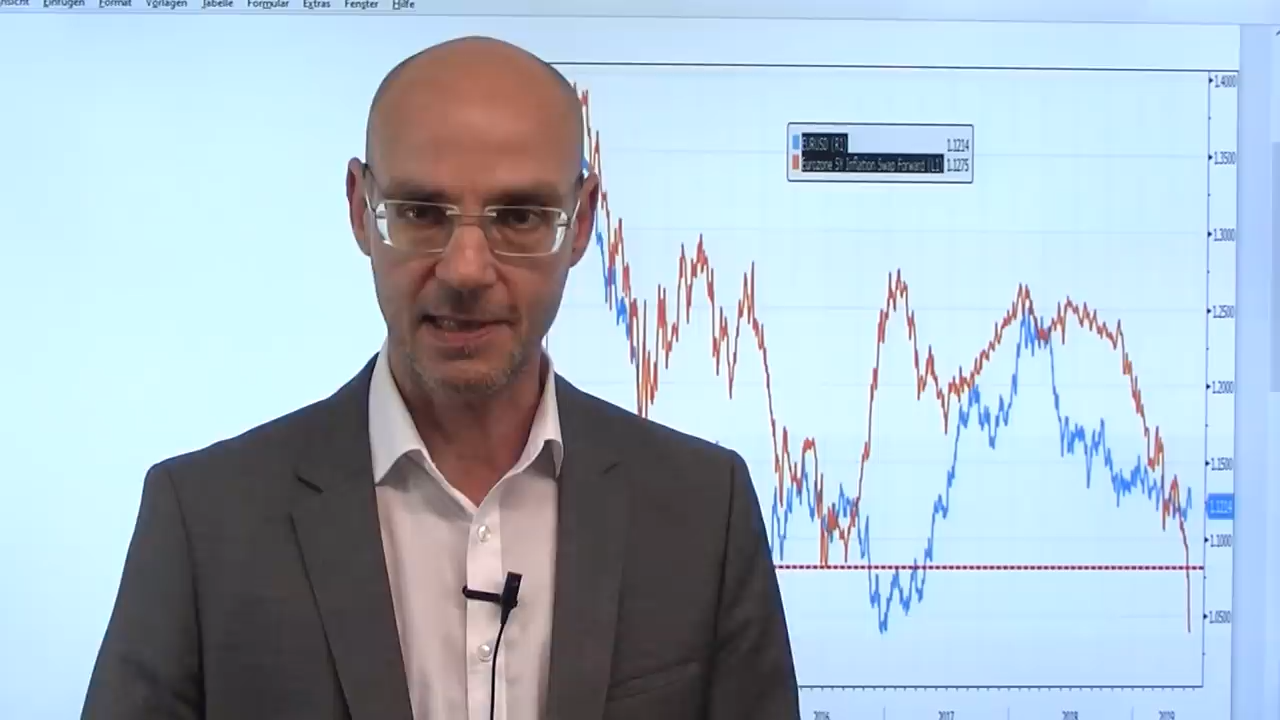 Einfügen Format Vorlagen Tabelle Formular Extras Fenster Hilfe
1.4000
EURUSD (R1) 1.1214
Eurozone 5Y Inflation Swap Forward (L1) 1.1275
1.3500
1.3000
1.2500
1.2000
1.1500
1.1214
1.1000
1.0500
2016 2017 2018 2019